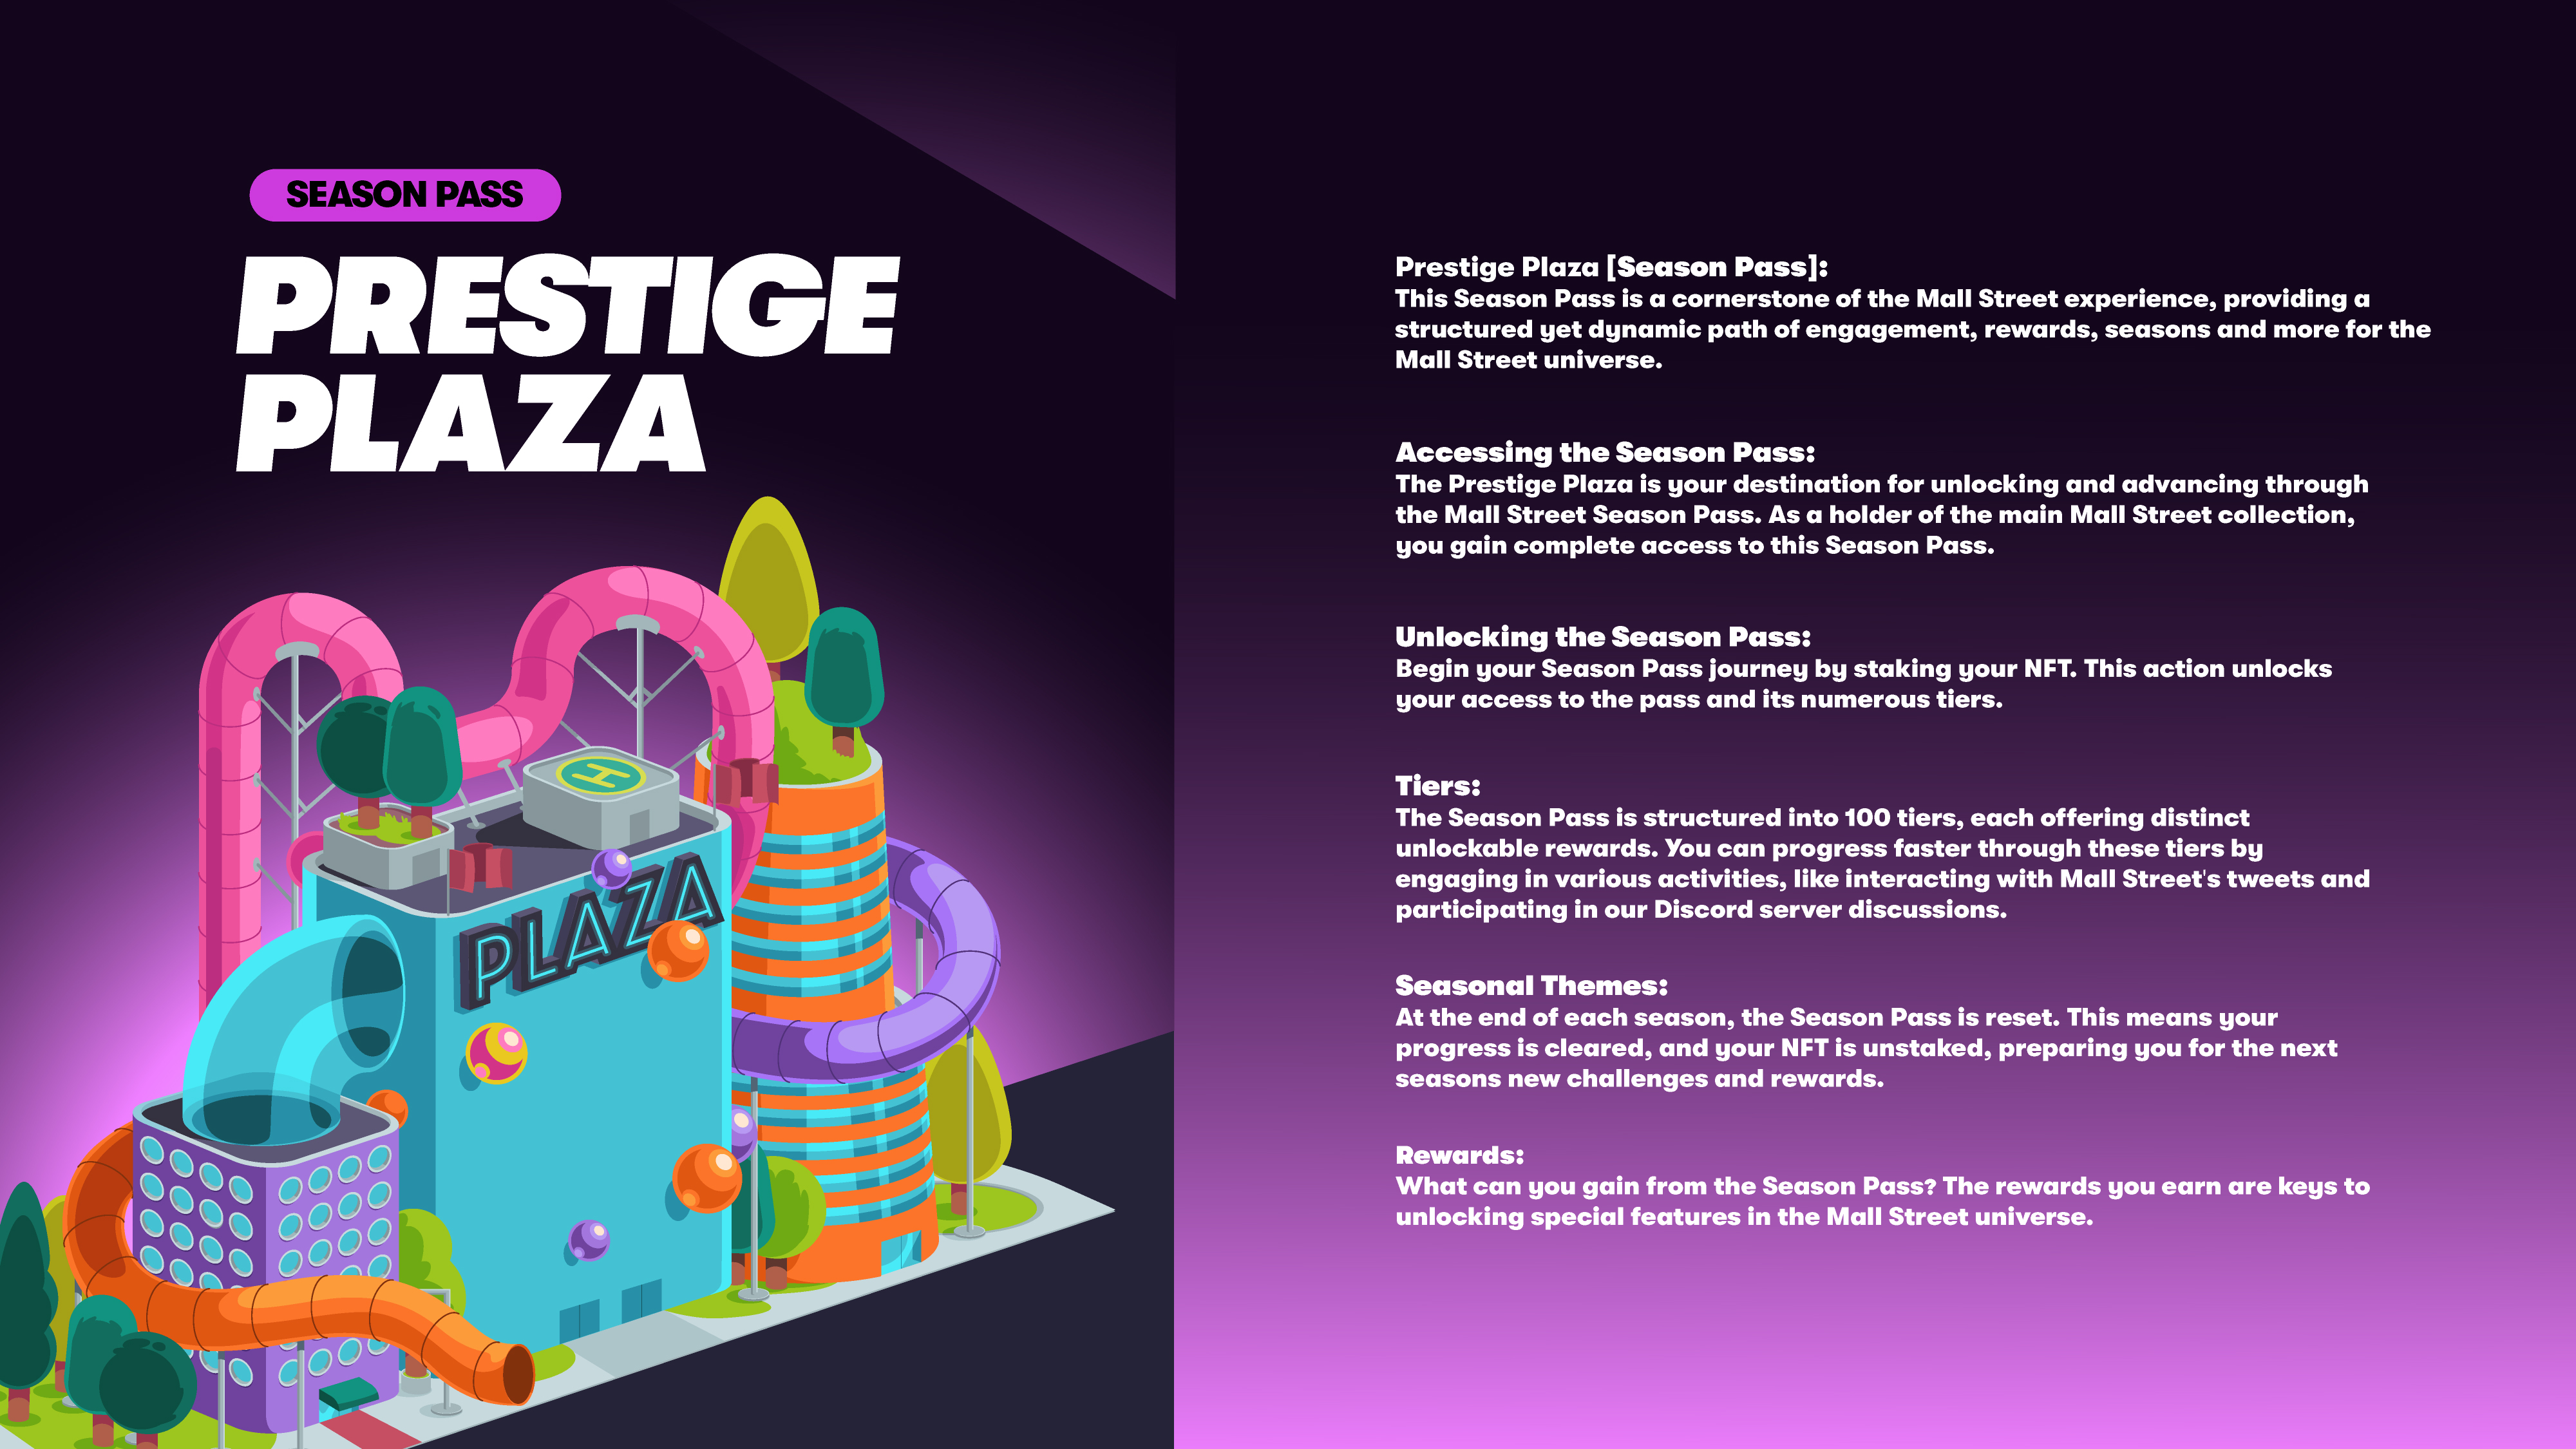 SEASON PASS
PRESTIGE
PLAZA
PLAZA
H
Prestige Plaza [Season Pass]:
This Season Pass is a cornerstone of the Mall Street experience, providing a
structured yet dynamic path of engagement, rewards, seasons and more for the
Mall Street universe.
Accessing the Season Pass:
The Prestige Plaza is your destination for unlocking and advancing through
the Mall Street Season Pass. As a holder of the main Mall Street collection,
you gain complete access to this Season Pass.
Unlocking the Season Pass:
Begin your Season Pass journey by staking your NFT. This action unlocks
your access to the pass and its numerous tiers.
Tiers:
The Season Pass is structured into 100 tiers, each offering distinct
unlockable rewards. You can progress faster through these tiers by
engaging in various activities, like interacting with Mall Street's tweets and
participating in our Discord server discussions.
Seasonal Themes:
At the end of each season, the Season Pass is reset. This means your
progress is cleared, and your NFT is unstaked, preparing you for the next
seasons new challenges and rewards.
Rewards:
What can you gain from the Season Pass? The rewards you earn are keys to
unlocking special features in the Mall Street universe.